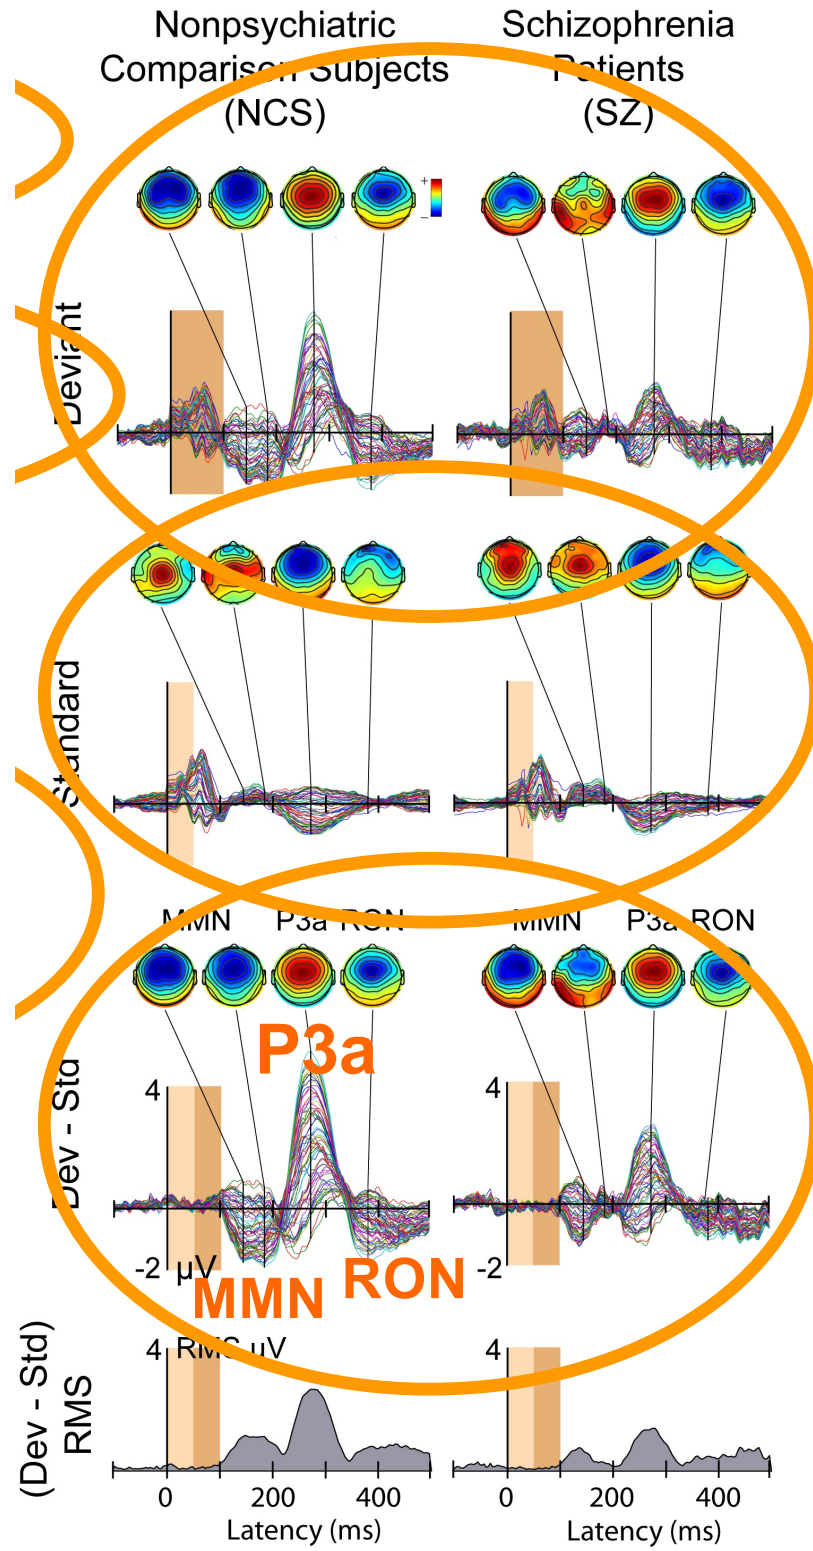 Nonpsychiatric
Comparison Subjects
(NCS)
Schizophrenia
Patients
(SZ)
+
–
Deviant
Standard
MMN
P3a RON
MMN
P3a RON
P3a
4
4
Dev - Std
-2
µV
-2
MMN
RON
4
RMS µV
4
(Dev - Std)
RMS
0
200
400
0
200
400
Latency (ms)
Latency (ms)